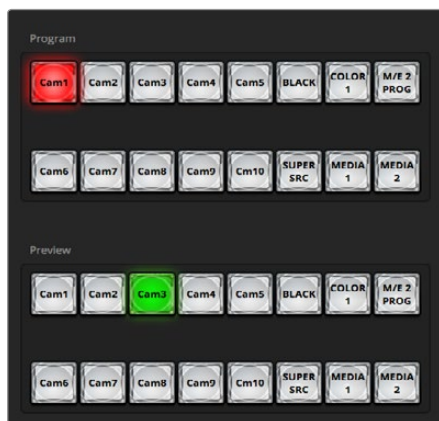 Program
Cam1 Cam2 Cam3 Cam4 Cam5 BLACK COLOR 1 M/E 2 PROG
Cam6 Cam7 Cam8 Cam9 Cm10 SUPER SRC MEDIA 1 MEDIA 2
Preview
Cam1 Cam2 Cam3 Cam4 Cam5 BLACK COLOR 1 M/E 2 PROG
Cam6 Cam7 Cam8 Cam9 Cm10 SUPER SRC MEDIA 1 MEDIA 2